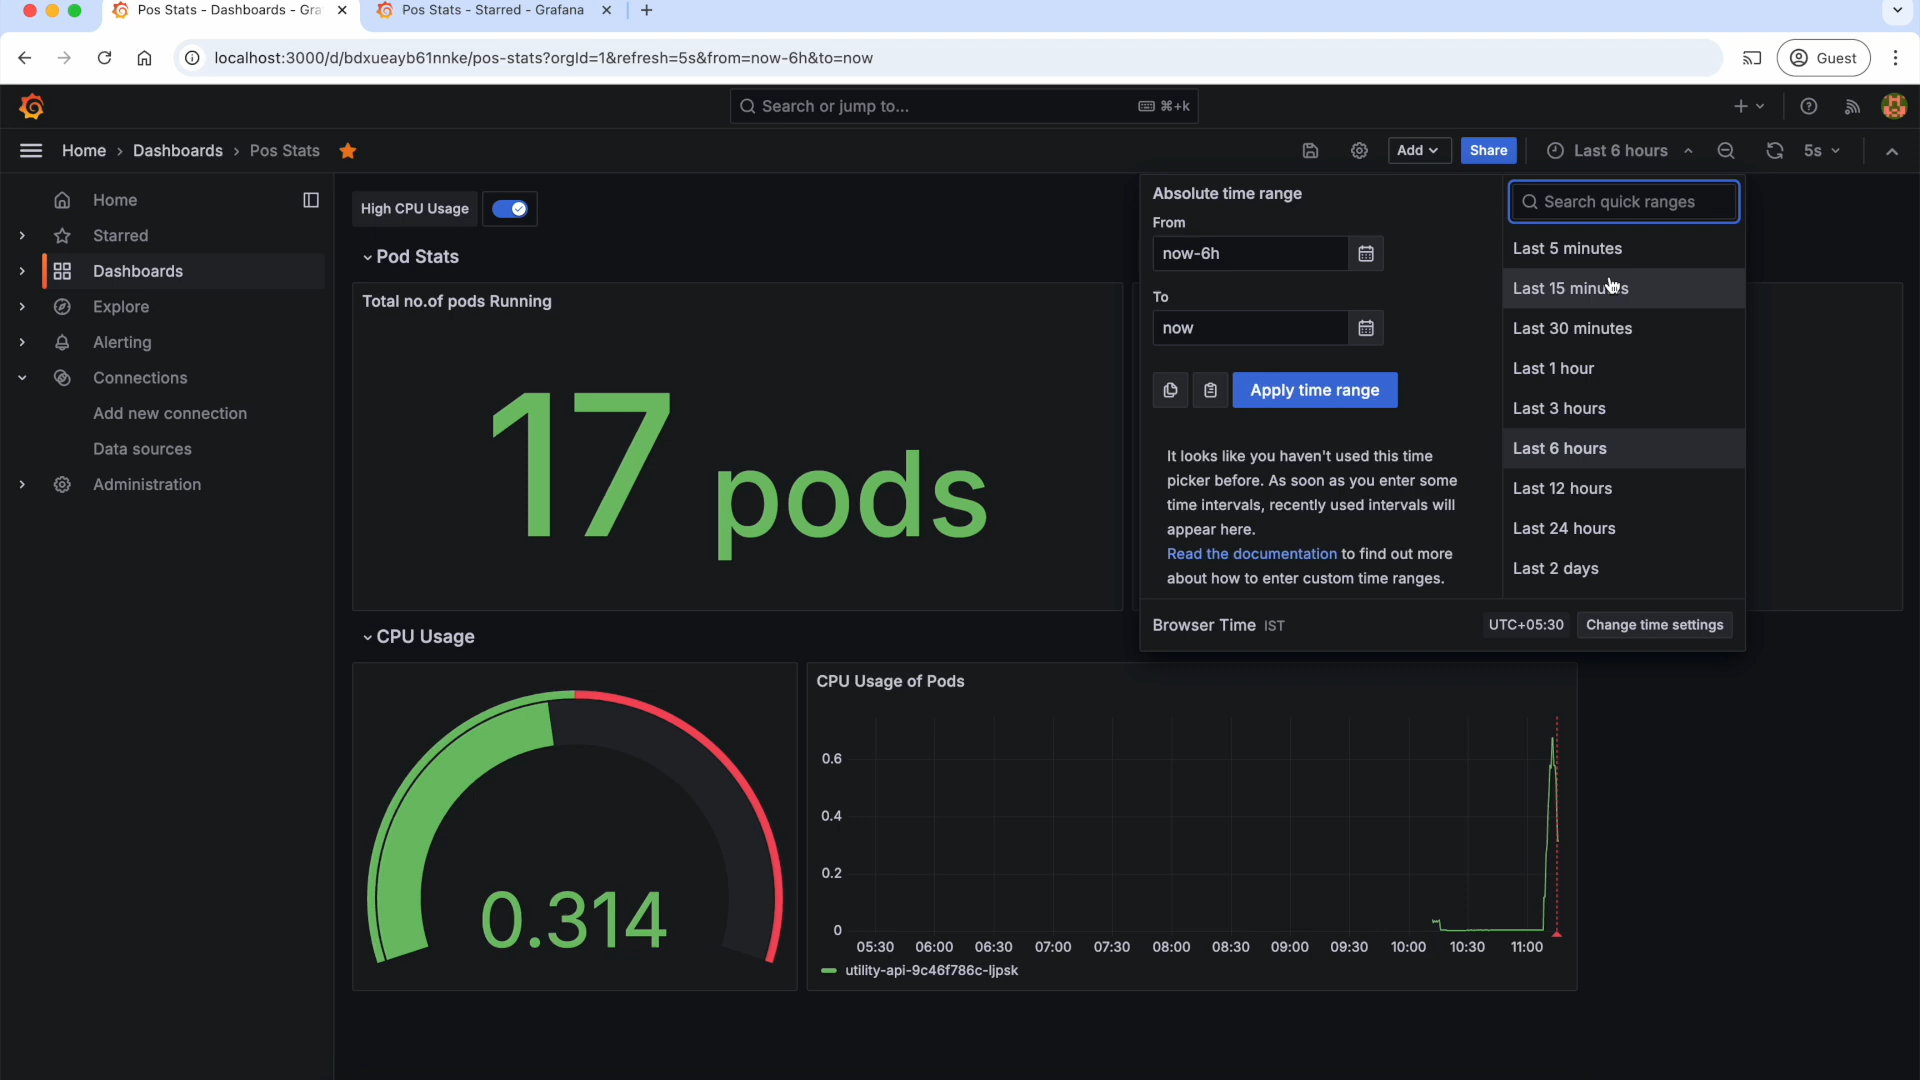 Pos Stats - Dashboards - Gra
Pos Stats - Starred - Grafana
localhost:3000/d/bdxueayb61nnke/pos-stats?orgId=1&refresh=5s&from=now-6h&to=now
Guest
Search or jump to...
⌘+k
Home › Dashboards › Pos Stats
Add
Share
Last 6 hours
5s
Home
Starred
Dashboards
Explore
Alerting
Connections
Add new connection
Data sources
Administration
High CPU Usage
Pod Stats
Total no.of pods Running
17 pods
Absolute time range
From
now-6h
To
now
Apply time range
It looks like you haven't used this time
picker before. As soon as you enter some
time intervals, recently used intervals will
appear here.
Read the documentation to find out more
about how to enter custom time ranges.
Search quick ranges
Last 5 minutes
Last 15 minutes
Last 30 minutes
Last 1 hour
Last 3 hours
Last 6 hours
Last 12 hours
Last 24 hours
Last 2 days
Browser Time IST
UTC+05:30
Change time settings
CPU Usage
0.314
CPU Usage of Pods
0.6
0.4
0.2
0
05:30 06:00 06:30 07:00 07:30 08:00 08:30 09:00 09:30 10:00 10:30 11:00
utility-api-9c46f786c-ljpsk